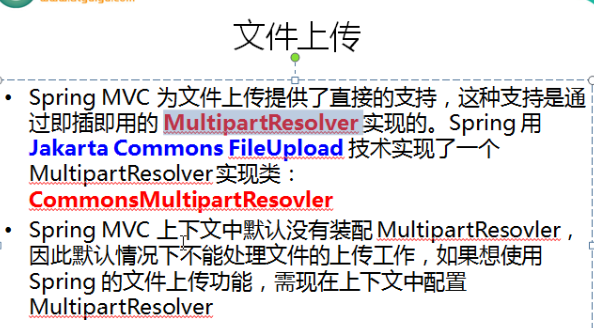 文件上传
• Spring MVC 为文件上传提供了直接的支持，这种支持是通
过即插即用的 MultipartResolver 实现的。Spring 用
Jakarta Commons FileUpload 技术实现了一个
MultipartResolver 实现类：
CommonsMultipartResovler
• Spring MVC 上下文中默认没有装配 MultipartResovler，
因此默认情况下不能处理文件的上传工作，如果想使用
Spring 的文件上传功能，需现在上下文中配置
MultipartResolver